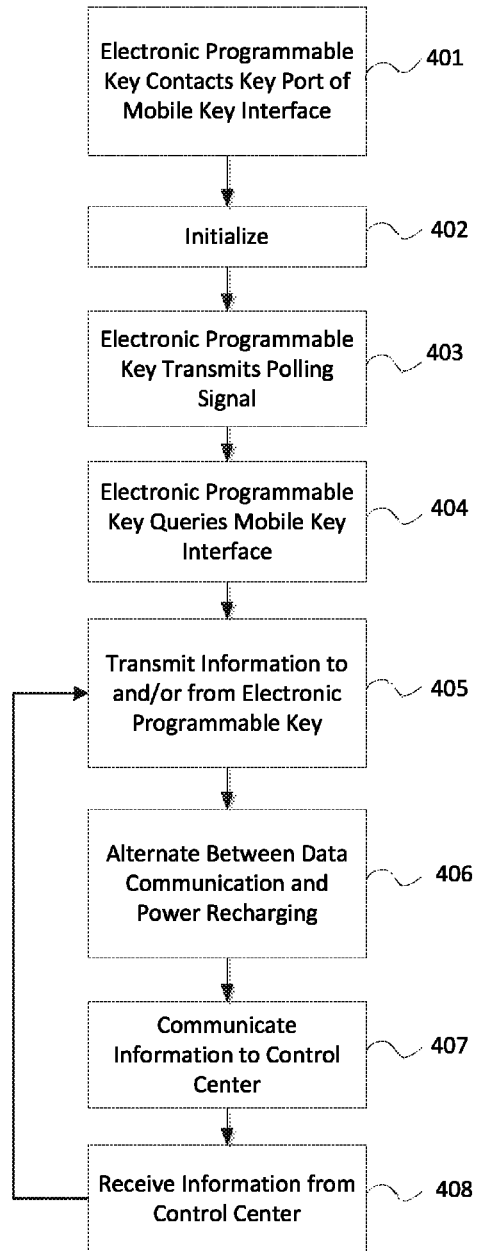 Electronic Programmable
Key Contacts Key Port of
Mobile Key Interface
401
Initialize
402
Electronic Programmable
Key Transmits Polling
Signal
403
Electronic Programmable
Key Queries Mobile Key
Interface
404
Transmit Information to
and/or from Electronic
Programmable Key
405
Alternate Between Data
Communication and
Power Recharging
406
Communicate
Information to Control
Center
407
Receive Information from
Control Center
408